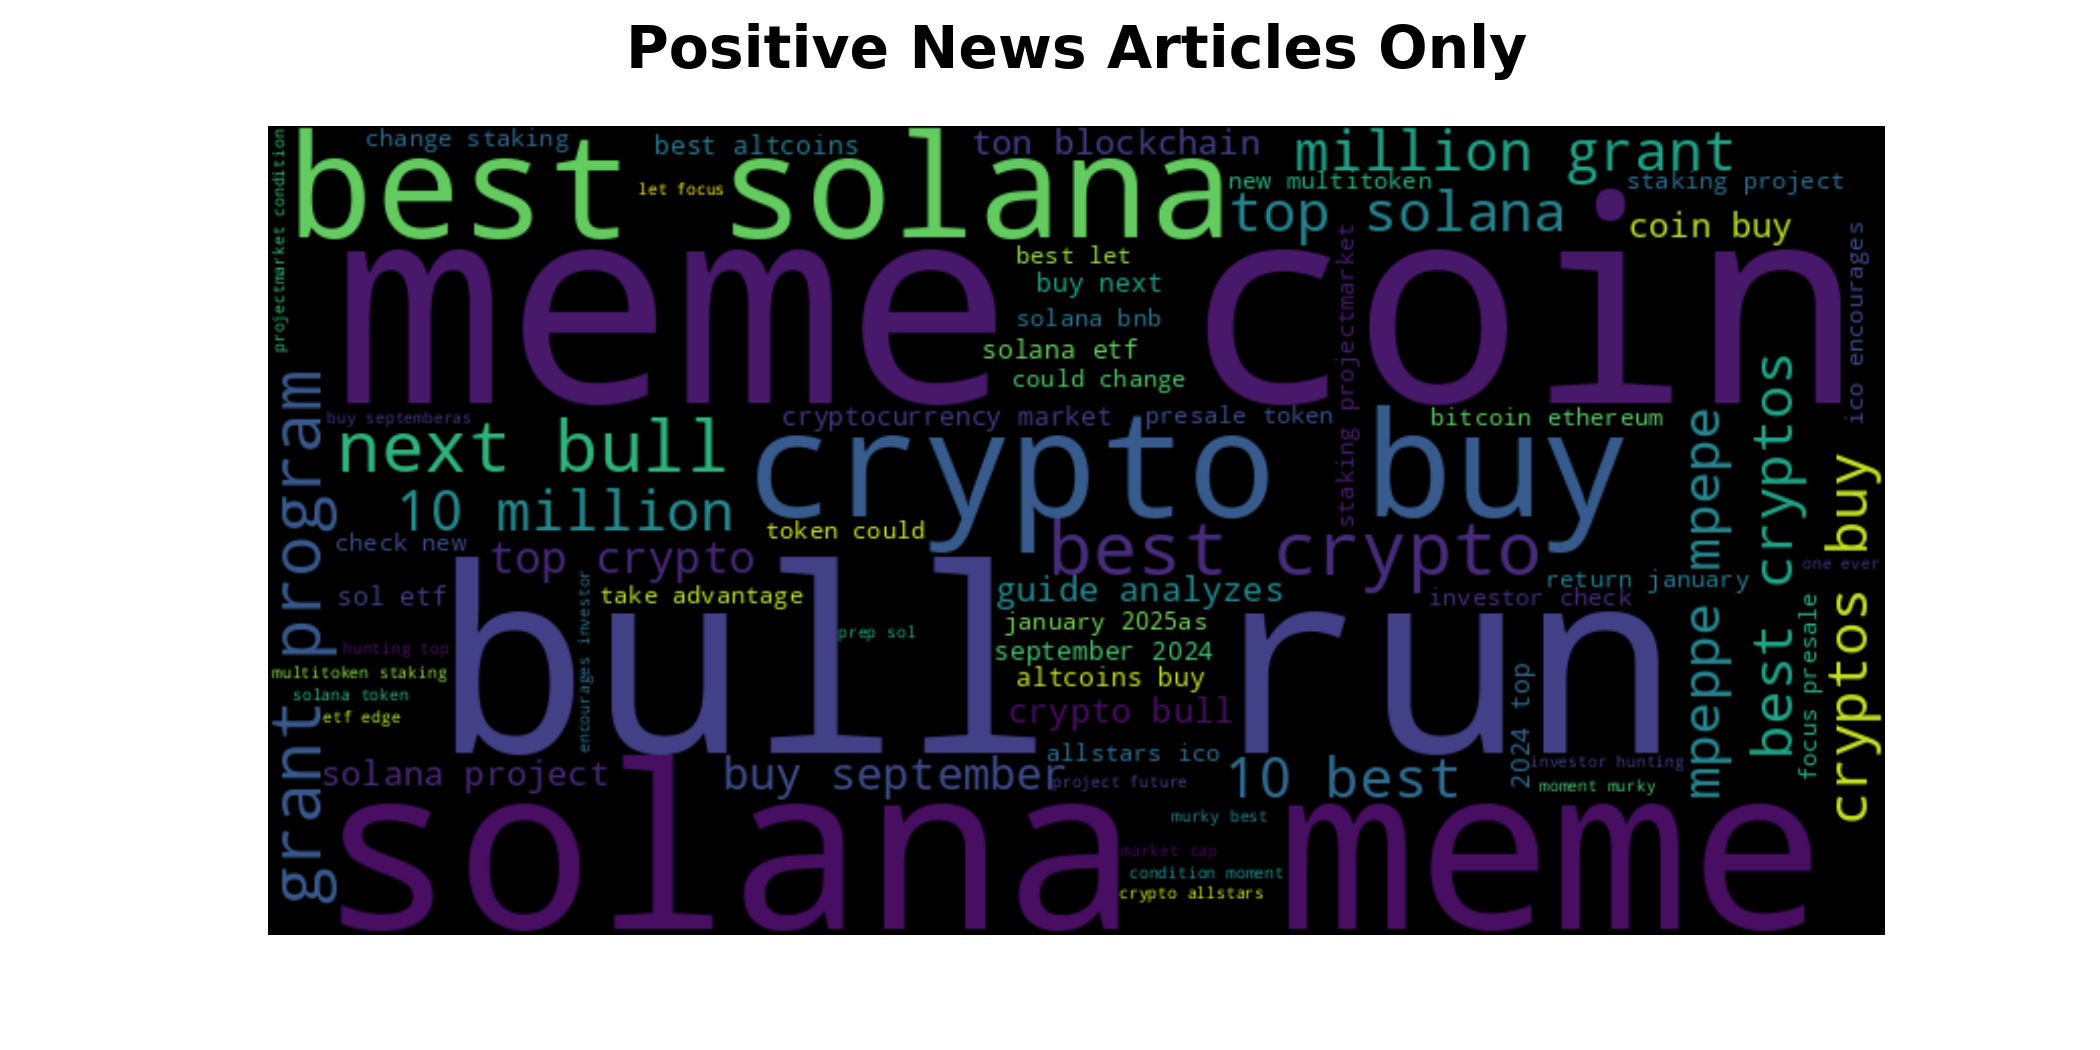 Positive News Articles Only
change staking
best altcoins
ton blockchain
million grant
best solana
let focus
new multitoken
staking project
top solana
coin buy
projectmarket condition
meme coin
best let
buy next
solana bnb
solana etf
could change
staking projectmarket
ico encourages
grant program
buy septemberas
cryptocurrency market
presale token
bitcoin ethereum
next bull
crypto buy
10 million
token could
check new
top crypto
best crypto
mpeppe mpepe
best cryptos
cryptos buy
one ever
sol etf
encourages investor
take advantage
guide analyzes
return january
investor check
bull run
prep sol
january 2025as
september 2024
altcoins buy
crypto bull
hunting top
multitoken staking
solana token
etf edge
2024 top
focus presale
solana project
buy september
allstars ico
project future
10 best
investor hunting
moment murky
solana meme
murky best
market cap
condition moment
crypto allstars